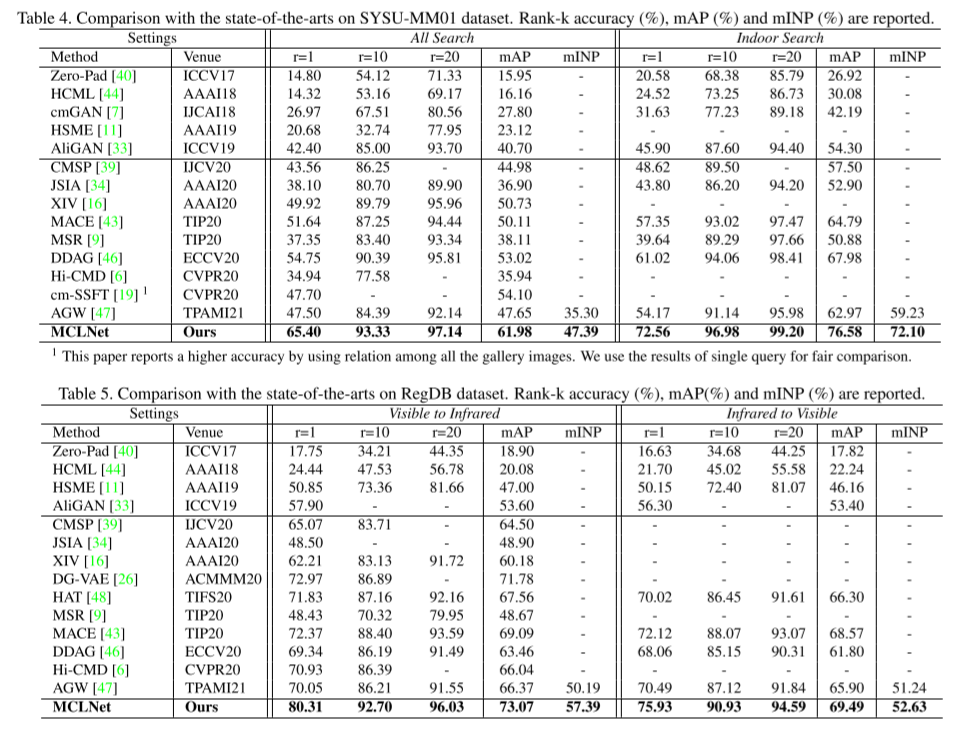 Table 4. Comparison with the state-of-the-arts on SYSU-MM01 dataset. Rank-k accuracy (%), mAP (%) and mINP (%) are reported.
Settings All Search Indoor Search
Method Venue r=1 r=10 r=20 mAP mINP r=1 r=10 r=20 mAP mINP
Zero-Pad [40] ICCV17 14.80 54.12 71.33 15.95 - 20.58 68.38 85.79 26.92 -
HCML [44] AAAI18 14.32 53.16 69.17 16.16 - 24.52 73.25 86.73 30.08 -
cmGAN [7] IJCAI18 26.97 67.51 80.56 27.80 - 31.63 77.23 89.18 42.19 -
HSME [11] AAAI19 20.68 32.74 77.95 23.12 - - - - - -
AliGAN [33] ICCV19 42.40 85.00 93.70 40.70 - 45.90 87.60 94.40 54.30 -
CMSP [39] IJCV20 43.56 86.25 - 44.98 - 48.62 89.50 - 57.50 -
JSIA [34] AAAI20 38.10 80.70 89.90 36.90 - 43.80 86.20 94.20 52.90 -
XIV [16] AAAI20 49.92 89.79 95.96 50.73 - - - - - -
MACE [43] TIP20 51.64 87.25 94.44 50.11 - 57.35 93.02 97.47 64.79 -
MSR [9] TIP20 37.35 83.40 93.34 38.11 - 39.64 89.29 97.66 50.88 -
DDAG [46] ECCV20 54.75 90.39 95.81 53.02 - 61.02 94.06 98.41 67.98 -
Hi-CMD [6] CVPR20 34.94 77.58 - 35.94 - - - - - -
cm-SSFT [19] 1 CVPR20 47.70 - - 54.10 - - - - - -
AGW [47] TPAMI21 47.50 84.39 92.14 47.65 35.30 54.17 91.14 95.98 62.97 59.23
MCLNet Ours 65.40 93.33 97.14 61.98 47.39 72.56 96.98 99.20 76.58 72.10
1 This paper reports a higher accuracy by using relation among all the gallery images. We use the results of single query for fair comparison.
Table 5. Comparison with the state-of-the-arts on RegDB dataset. Rank-k accuracy (%), mAP(%) and mINP (%) are reported.
Settings Visible to Infrared Infrared to Visible
Method Venue r=1 r=10 r=20 mAP mINP r=1 r=10 r=20 mAP mINP
Zero-Pad [40] ICCV17 17.75 34.21 44.35 18.90 - 16.63 34.68 44.25 17.82 -
HCML [44] AAAI18 24.44 47.53 56.78 20.08 - 21.70 45.02 55.58 22.24 -
HSME [11] AAAI19 50.85 73.36 81.66 47.00 - 50.15 72.40 81.07 46.16 -
AliGAN [33] ICCV19 57.90 - - 53.60 - 56.30 - - 53.40 -
CMSP [39] IJCV20 65.07 83.71 - 64.50 - - - - - -
JSIA [34] AAAI20 48.50 - - 48.90 - - - - - -
XIV [16] AAAI20 62.21 83.13 91.72 60.18 - - - - - -
DG-VAE [26] ACMMM20 72.97 86.89 - 71.78 - - - - - -
HAT [48] TIFS20 71.83 87.16 92.16 67.56 - 70.02 86.45 91.61 66.30 -
MSR [9] TIP20 48.43 70.32 79.95 48.67 - - - - - -
MACE [43] TIP20 72.37 88.40 93.59 69.09 - 72.12 88.07 93.07 68.57 -
DDAG [46] ECCV20 69.34 86.19 91.49 63.46 - 68.06 85.15 90.31 61.80 -
Hi-CMD [6] CVPR20 70.93 86.39 - 66.04 - - - - - -
AGW [47] TPAMI21 70.05 86.21 91.55 66.37 50.19 70.49 87.12 91.84 65.90 51.24
MCLNet Ours 80.31 92.70 96.03 73.07 57.39 75.93 90.93 94.59 69.49 52.63